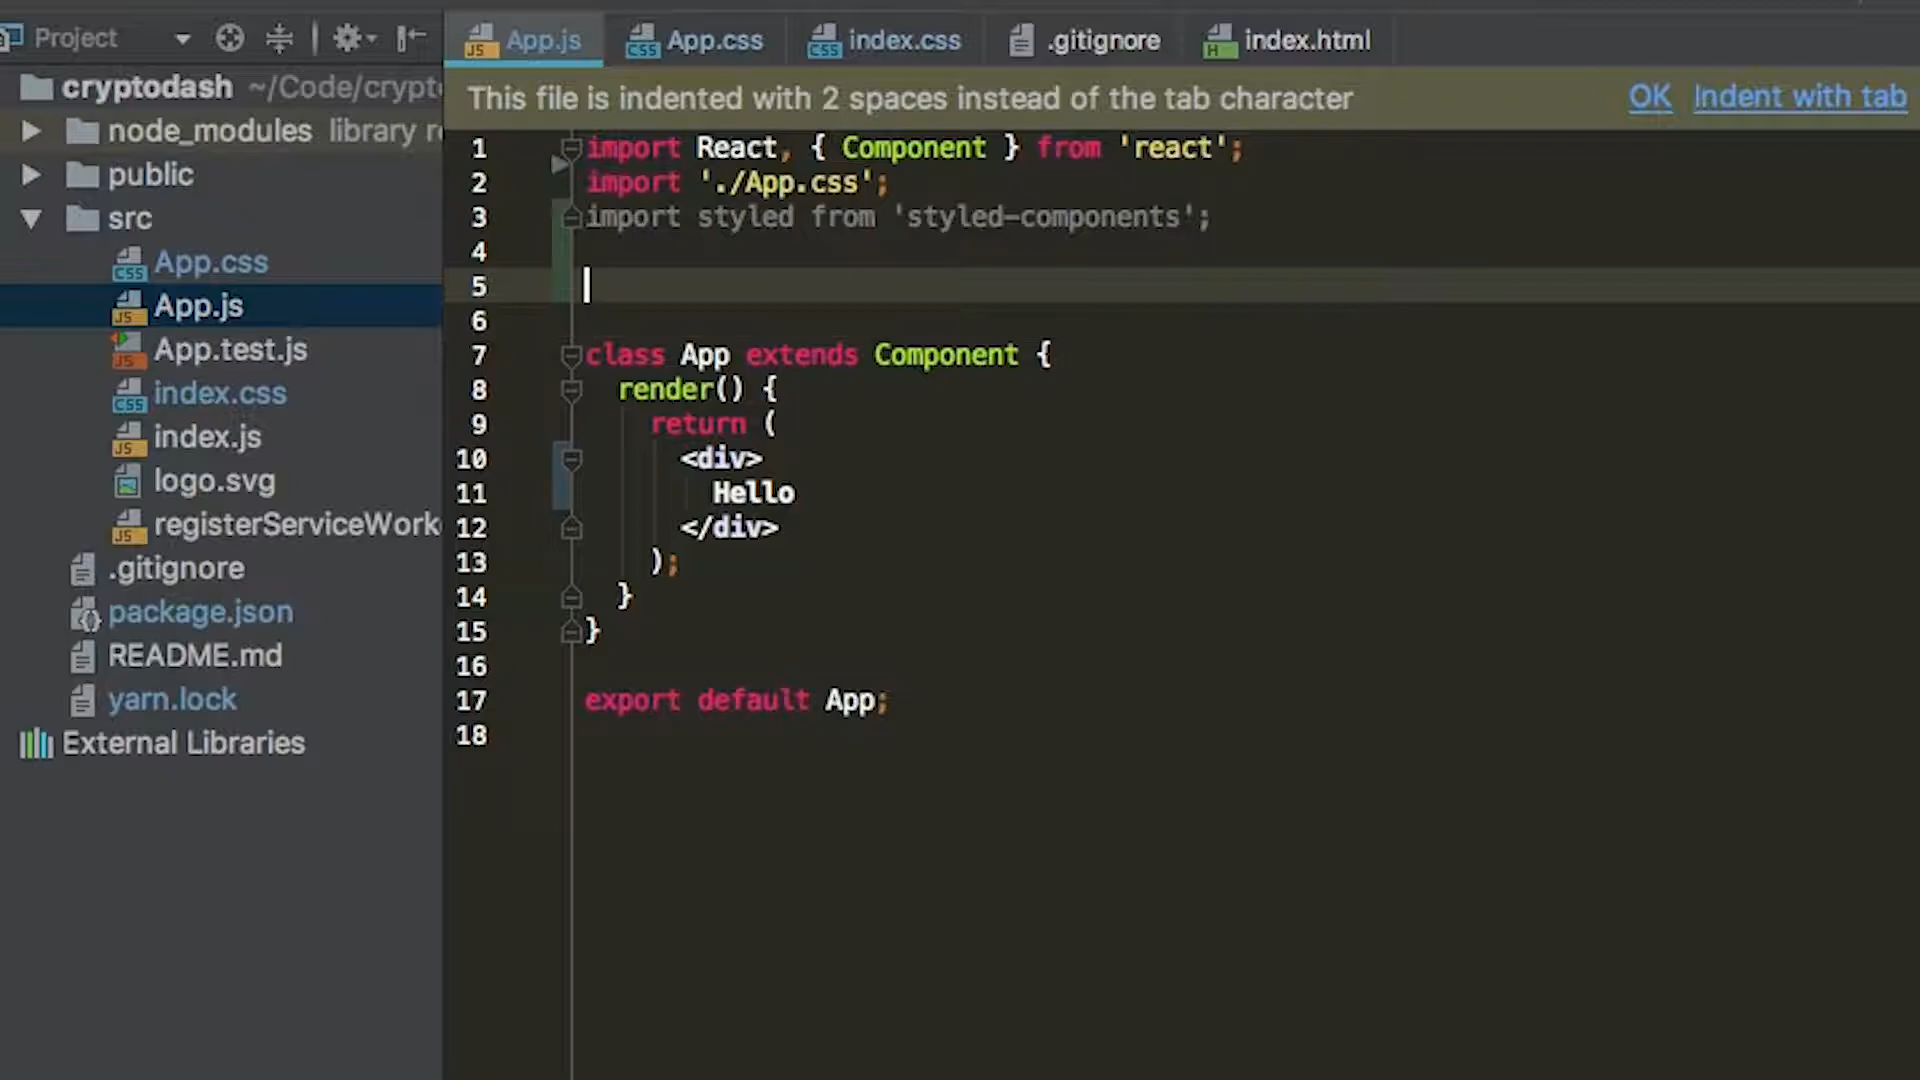 Project
App.js
App.css
index.css
.gitignore
index.html
cryptodash ~/Code/crypt
node_modules library r
public
src
App.css
App.js
App.test.js
index.css
index.js
logo.svg
registerServiceWork
.gitignore
package.json
README.md
yarn.lock
External Libraries
This file is indented with 2 spaces instead of the tab character
OK Indent with tab
1 import React, { Component } from 'react';
2 import './App.css';
3 import styled from 'styled-components';
4
5
6
7 class App extends Component {
8 render() {
9 return (
10 <div>
11 Hello
12 </div>
13 );
14 }
15 }
16
17 export default App;
18